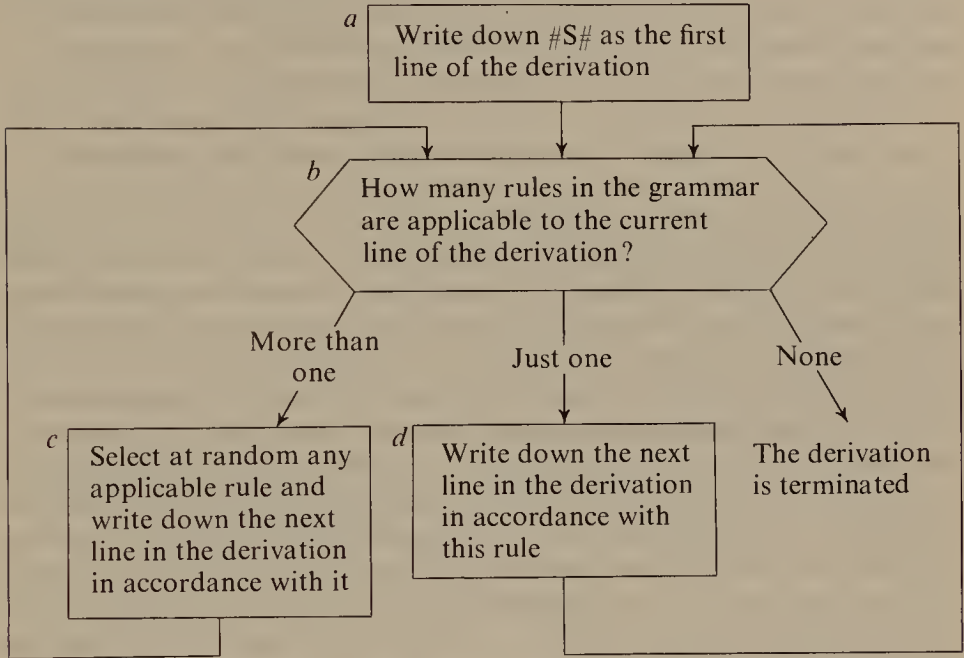 a
Write down #S# as the first
line of the derivation
b
How many rules in the grammar
are applicable to the current
line of the derivation?
More than
one
Just one
None
c
Select at random any
applicable rule and
write down the next
line in the derivation
in accordance with it
d
Write down the next
line in the derivation
in accordance with
this rule
The derivation
is terminated